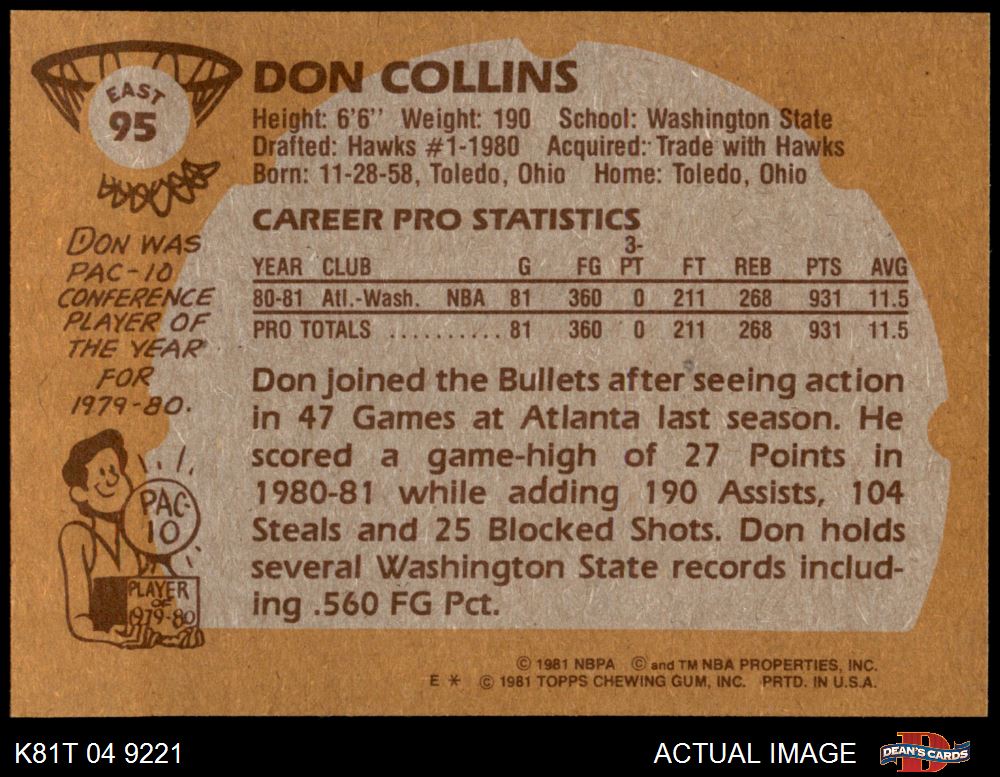 EAST
95
DON COLLINS
Height: 6'6'' Weight: 190 School: Washington State
Drafted: Hawks #1-1980 Acquired: Trade with Hawks
Born: 11-28-58, Toledo, Ohio Home: Toledo, Ohio
CAREER PRO STATISTICS
YEAR CLUB G FG 3-PT FT REB PTS AVG
80-81 Atl.-Wash. NBA 81 360 0 211 268 931 11.5
PRO TOTALS .......... 81 360 0 211 268 931 11.5
DON WAS
PAC-10
CONFERENCE
PLAYER OF
THE YEAR
FOR
1979-80.
PAC-
10
PLAYER
OF
1979-80
Don joined the Bullets after seeing action
in 47 Games at Atlanta last season. He
scored a game-high of 27 Points in
1980-81 while adding 190 Assists, 104
Steals and 25 Blocked Shots. Don holds
several Washington State records includ-
ing .560 FG Pct.
© 1981 NBPA © and TM NBA PROPERTIES, INC.
E * © 1981 TOPPS CHEWING GUM, INC. PRTD. IN U.S.A.
K81T 04 9221 ACTUAL IMAGE DEAN'S CARDS